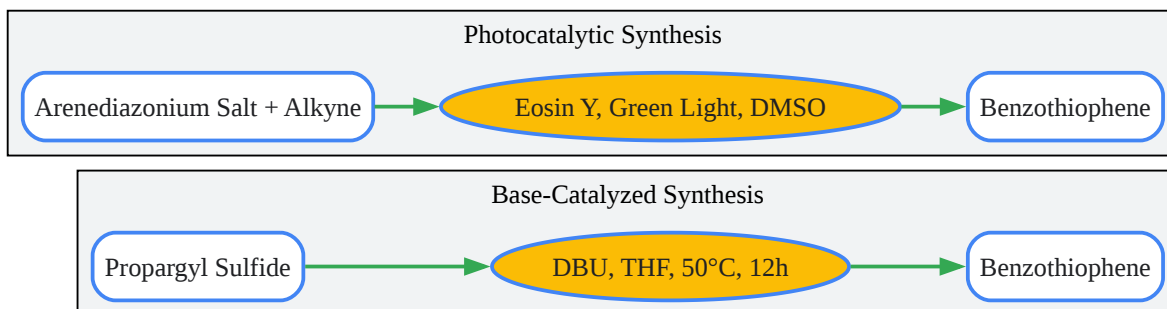 Photocatalytic Synthesis
Arenediazonium Salt + Alkyne
Eosin Y, Green Light, DMSO
Benzothiophene
Base-Catalyzed Synthesis
Propargyl Sulfide
DBU, THF, 50°C, 12h
Benzothiophene